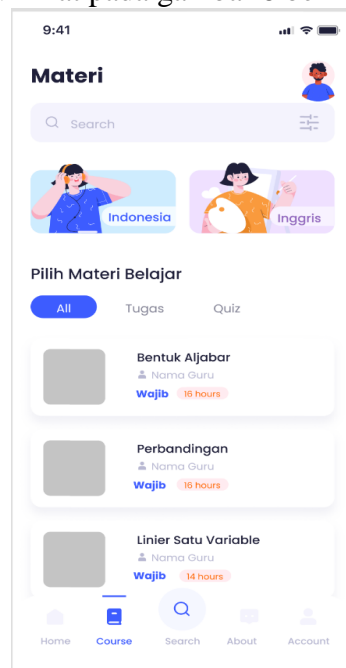 9:41
Materi
Search
Indonesia
Inggris
Pilih Materi Belajar
All Tugas Quiz
Bentuk Aljabar
Nama Guru
Wajib 16 hours
Perbandingan
Nama Guru
Wajib 16 hours
Linier Satu Variable
Nama Guru
Wajib 14 hours
Home Course Search About Account